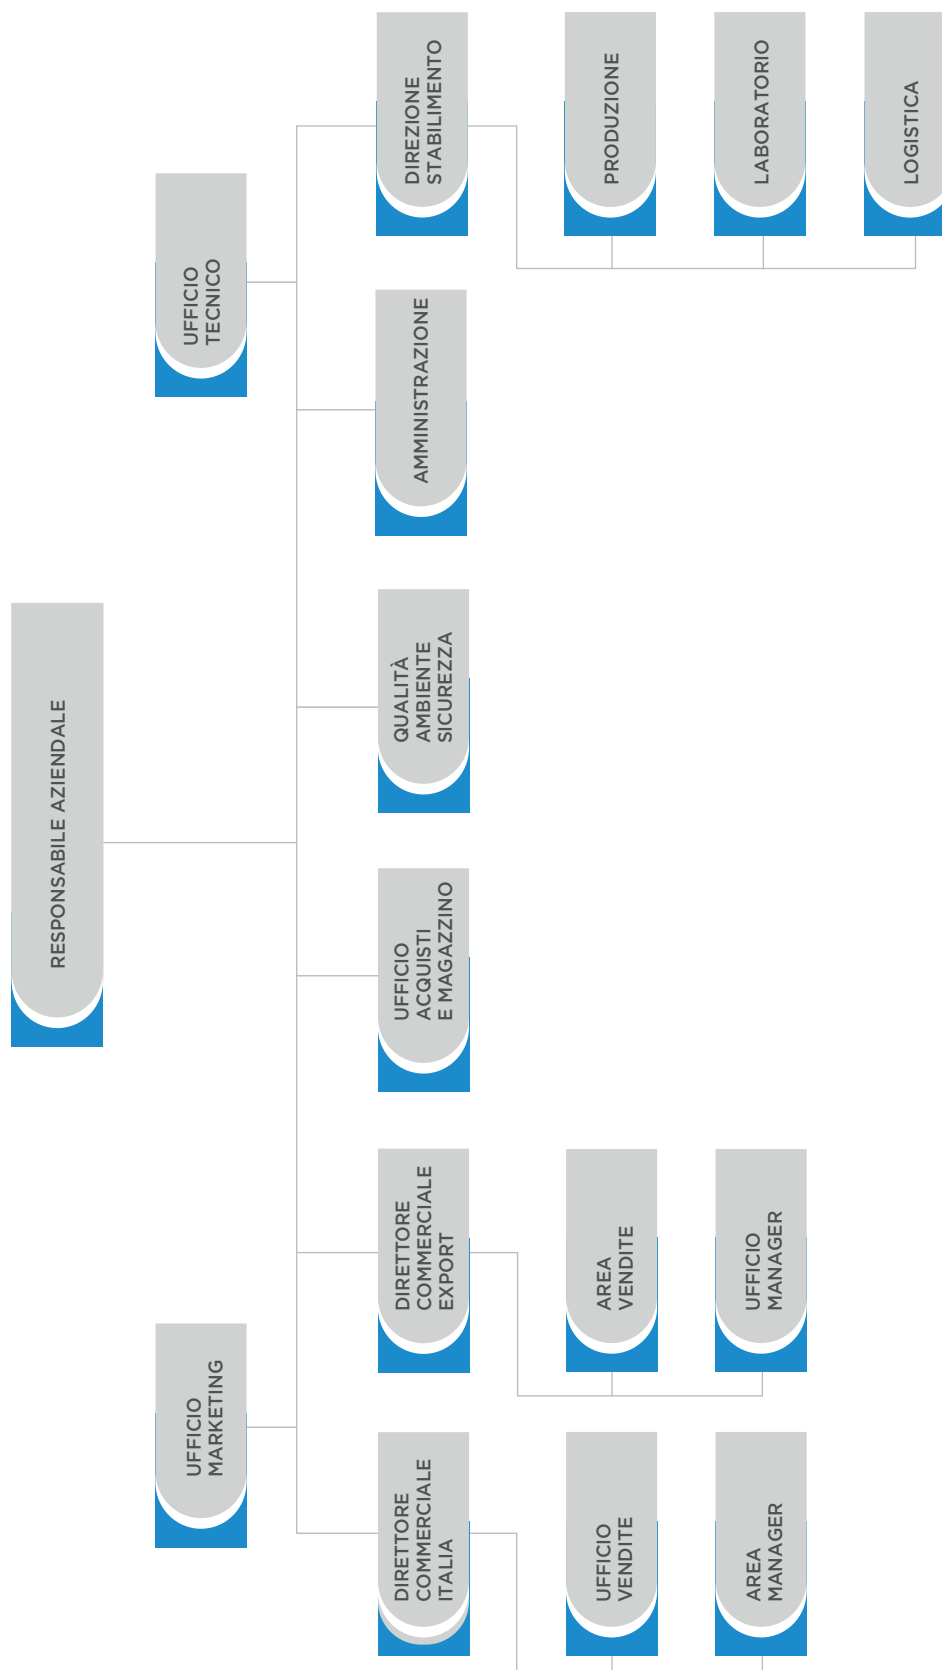 RESPONSABILE AZIENDALE
UFFICIO
MARKETING
UFFICIO
TECNICO
DIRETTORE
COMMERCIALE
ITALIA
DIRETTORE
COMMERCIALE
EXPORT
UFFICIO
ACQUISTI
E MAGAZZINO
QUALITÀ
AMBIENTE
SICUREZZA
AMMINISTRAZIONE
DIREZIONE
STABILIMENTO
UFFICIO
VENDITE
AREA
VENDITE
PRODUZIONE
AREA
MANAGER
UFFICIO
MANAGER
LABORATORIO
LOGISTICA